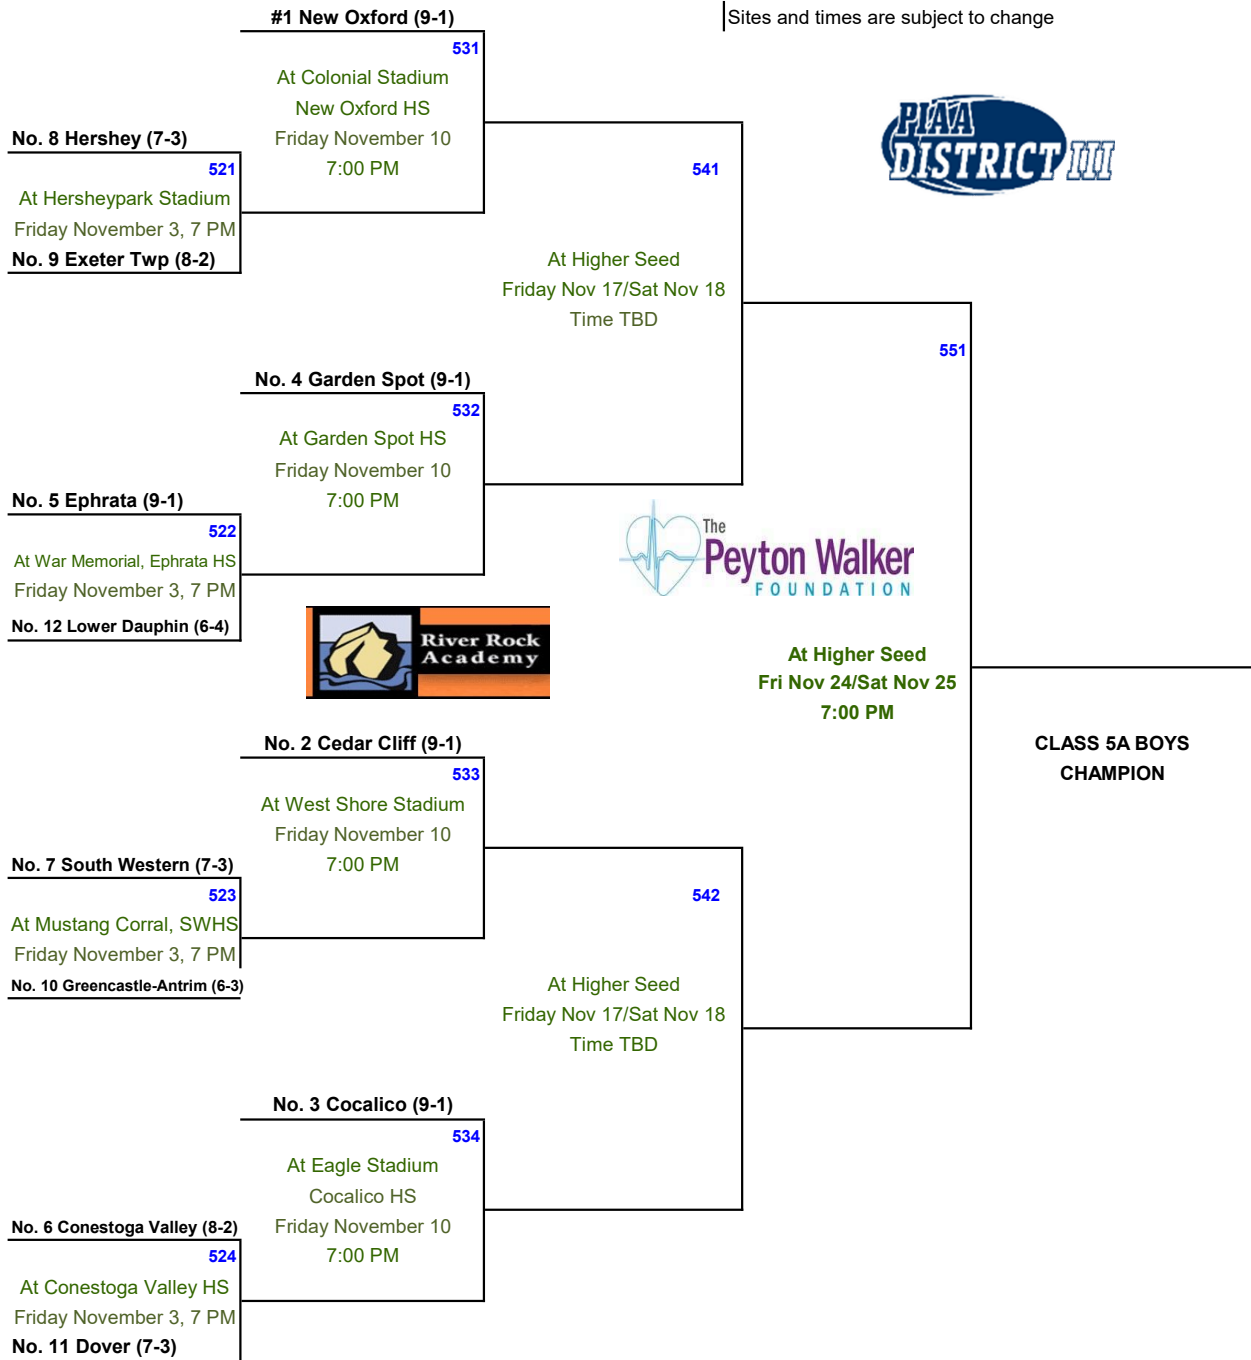 #1 New Oxford (9-1)
Sites and times are subject to change
531
At Colonial Stadium
New Oxford HS
Friday November 10
7:00 PM
PIAA
DISTRICT III
No. 8 Hershey (7-3)
521
At Hersheypark Stadium
Friday November 3, 7 PM
No. 9 Exeter Twp (8-2)
541
At Higher Seed
Friday Nov 17/Sat Nov 18
Time TBD
551
No. 4 Garden Spot (9-1)
532
At Garden Spot HS
Friday November 10
7:00 PM
No. 5 Ephrata (9-1)
522
At War Memorial, Ephrata HS
Friday November 3, 7 PM
No. 12 Lower Dauphin (6-4)
The
Peyton Walker
FOUNDATION
River Rock
Academy
At Higher Seed
Fri Nov 24/Sat Nov 25
7:00 PM
CLASS 5A BOYS
CHAMPION
No. 2 Cedar Cliff (9-1)
533
At West Shore Stadium
Friday November 10
7:00 PM
No. 7 South Western (7-3)
523
At Mustang Corral, SWHS
Friday November 3, 7 PM
No. 10 Greencastle-Antrim (6-3)
542
At Higher Seed
Friday Nov 17/Sat Nov 18
Time TBD
No. 3 Cocalico (9-1)
534
At Eagle Stadium
Cocalico HS
Friday November 10
7:00 PM
No. 6 Conestoga Valley (8-2)
524
At Conestoga Valley HS
Friday November 3, 7 PM
No. 11 Dover (7-3)